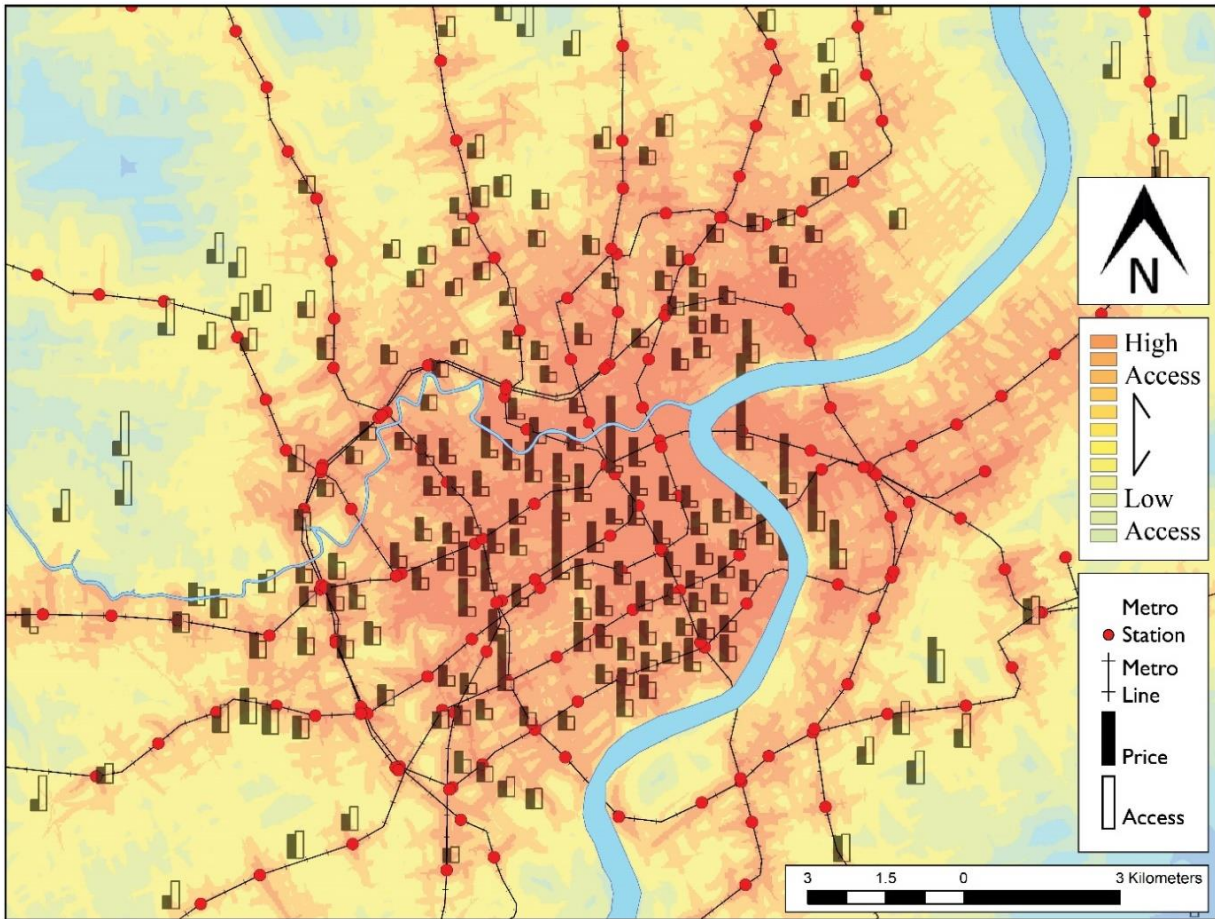 N
High
Access
Low
Access
Metro
Station
Metro
Line
Price
Access
3 1.5 0 3 Kilometers